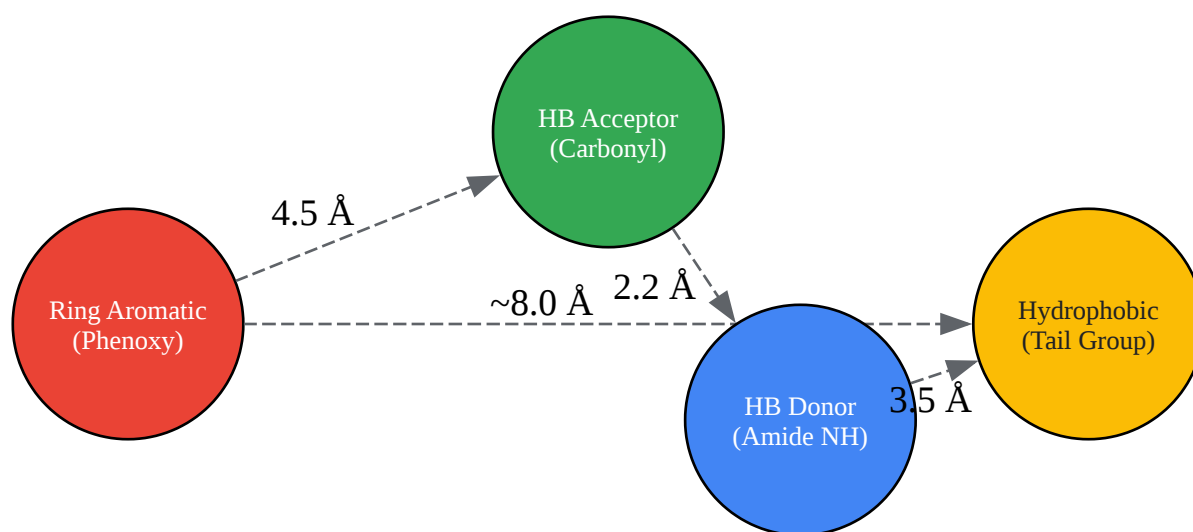 HB Acceptor
(Carbonyl)
4.5 Å
2.2 Å
~8.0 Å
Ring Aromatic
(Phenoxy)
Hydrophobic
(Tail Group)
HB Donor
(Amide NH)
3.5 Å